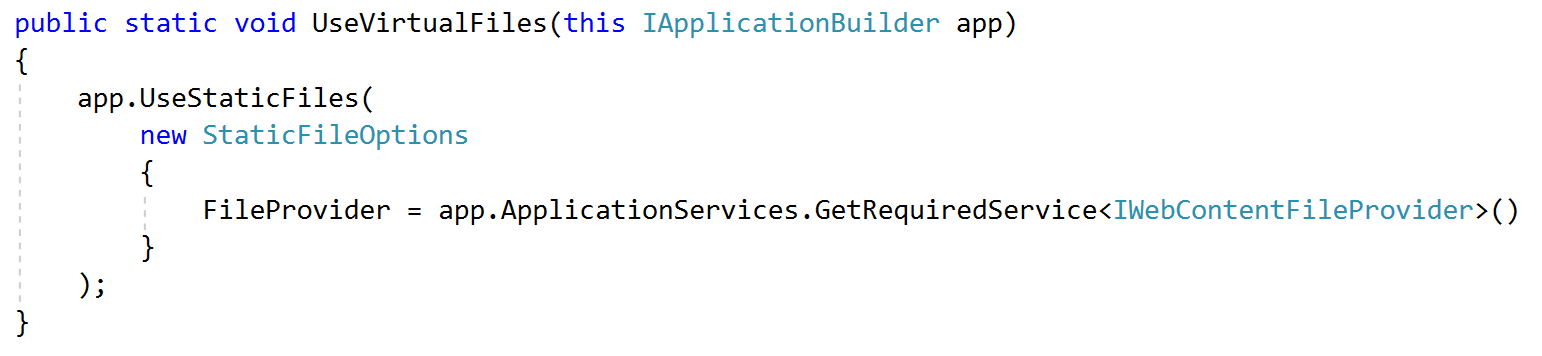 public static void UseVirtualFiles(this IApplicationBuilder app)
{
    app.UseStaticFiles(
        new StaticFileOptions
        {
            FileProvider = app.ApplicationServices.GetRequiredService<IWebContentFileProvider>()
        }
    );
}